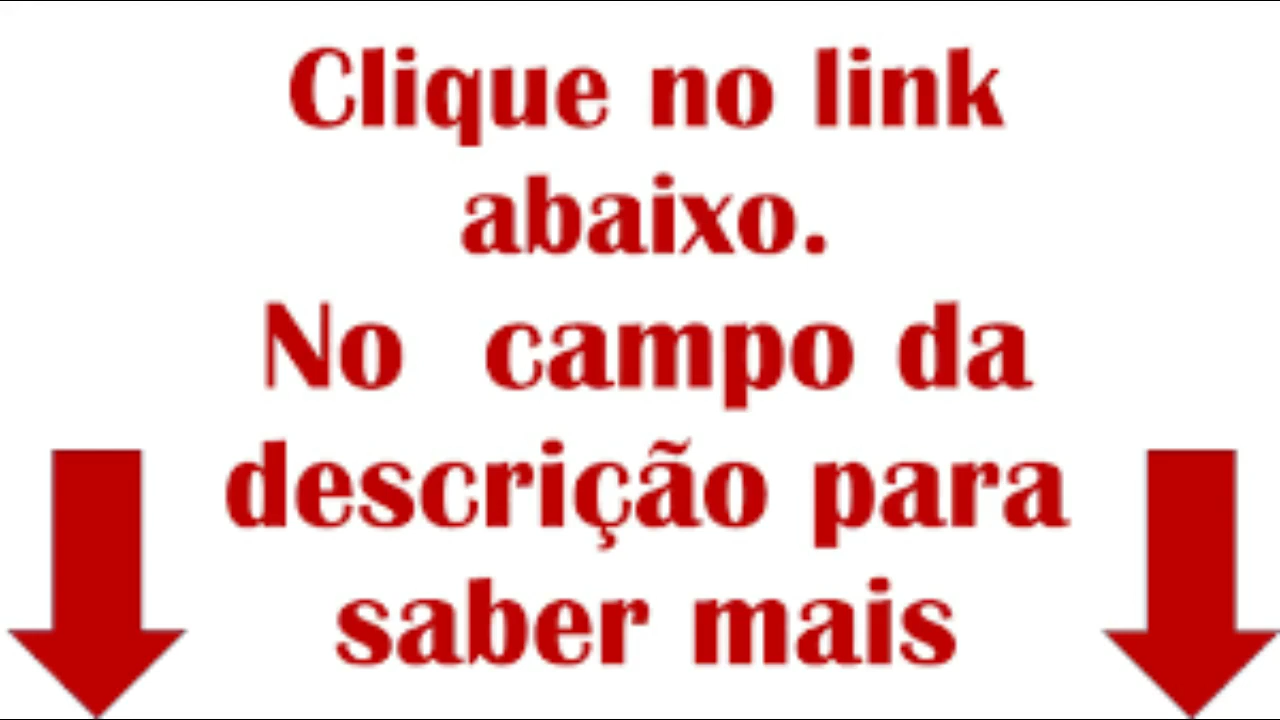 Clique no link
abaixo.
No campo da
descrição para
saber mais